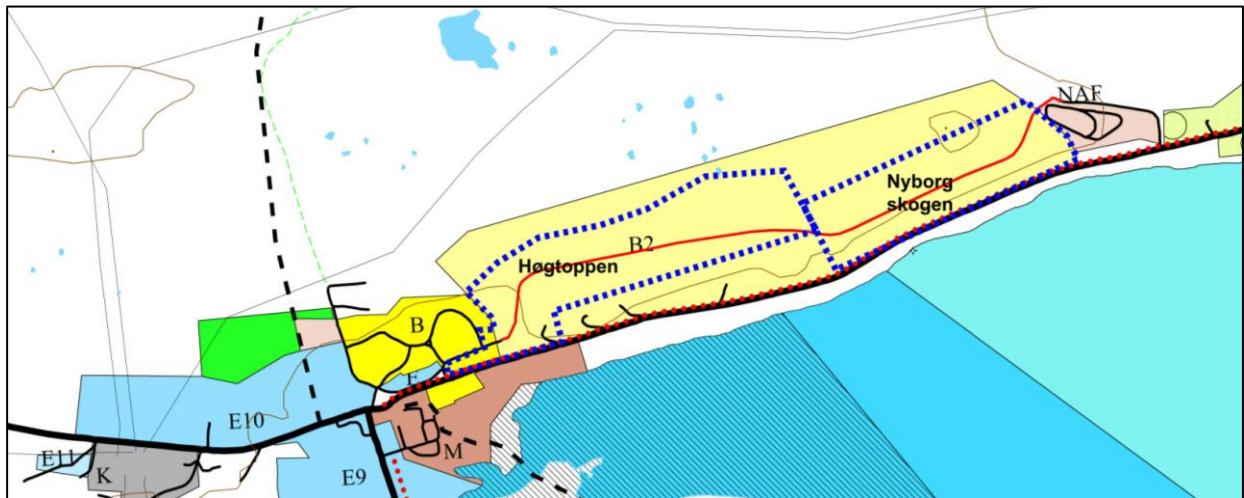 NAF
Nyborg
skogen
B2
Høgtoppen
B
F
E10
M
E11
K
E9